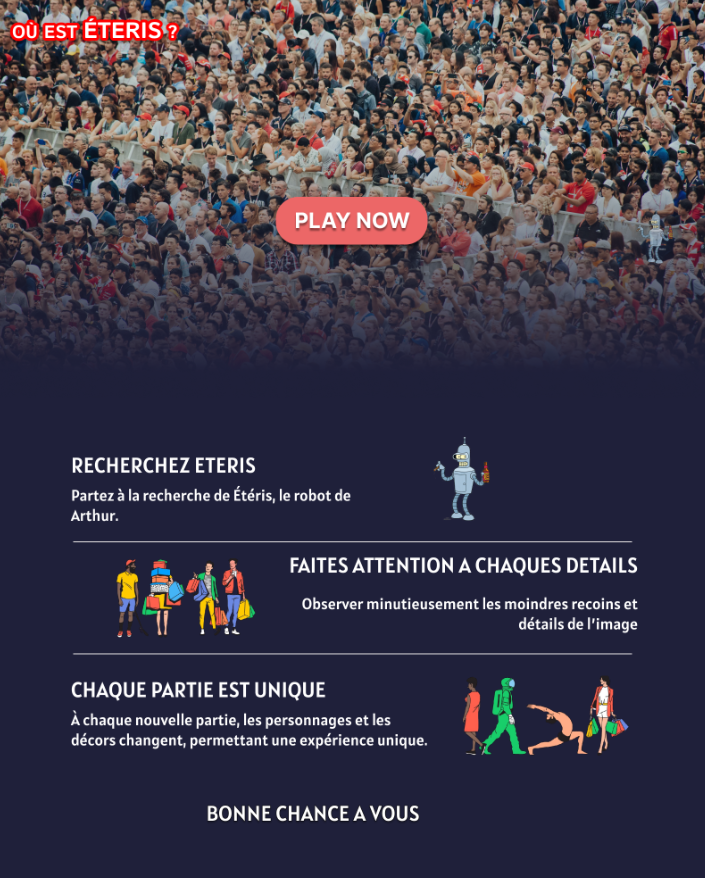 OÙ EST ÉTERIS ?
PLAY NOW
RECHERCHEZ ETERIS
Partez à la recherche de Étéris, le robot de
Arthur.
FAITES ATTENTION A CHAQUES DETAILS
Observer minutieusement les moindres recoins et
détails de l'image
CHAQUE PARTIE EST UNIQUE
À chaque nouvelle partie, les personnages et les
décors changent, permettant une expérience unique.
BONNE CHANCE A VOUS